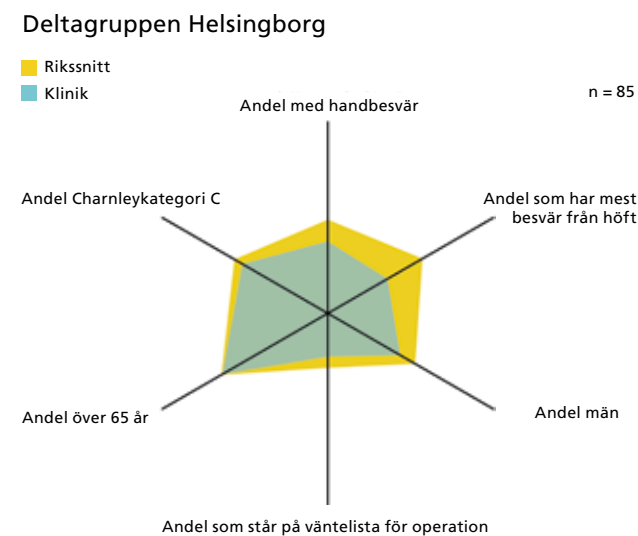 Deltagruppen Helsingborg
Rikssnitt
Klinik
n = 85
Andel med handbesvär
Andel Charnleykategori C
Andel som har mest
besvär från höft
Andel över 65 år
Andel män
Andel som står på väntelista för operation